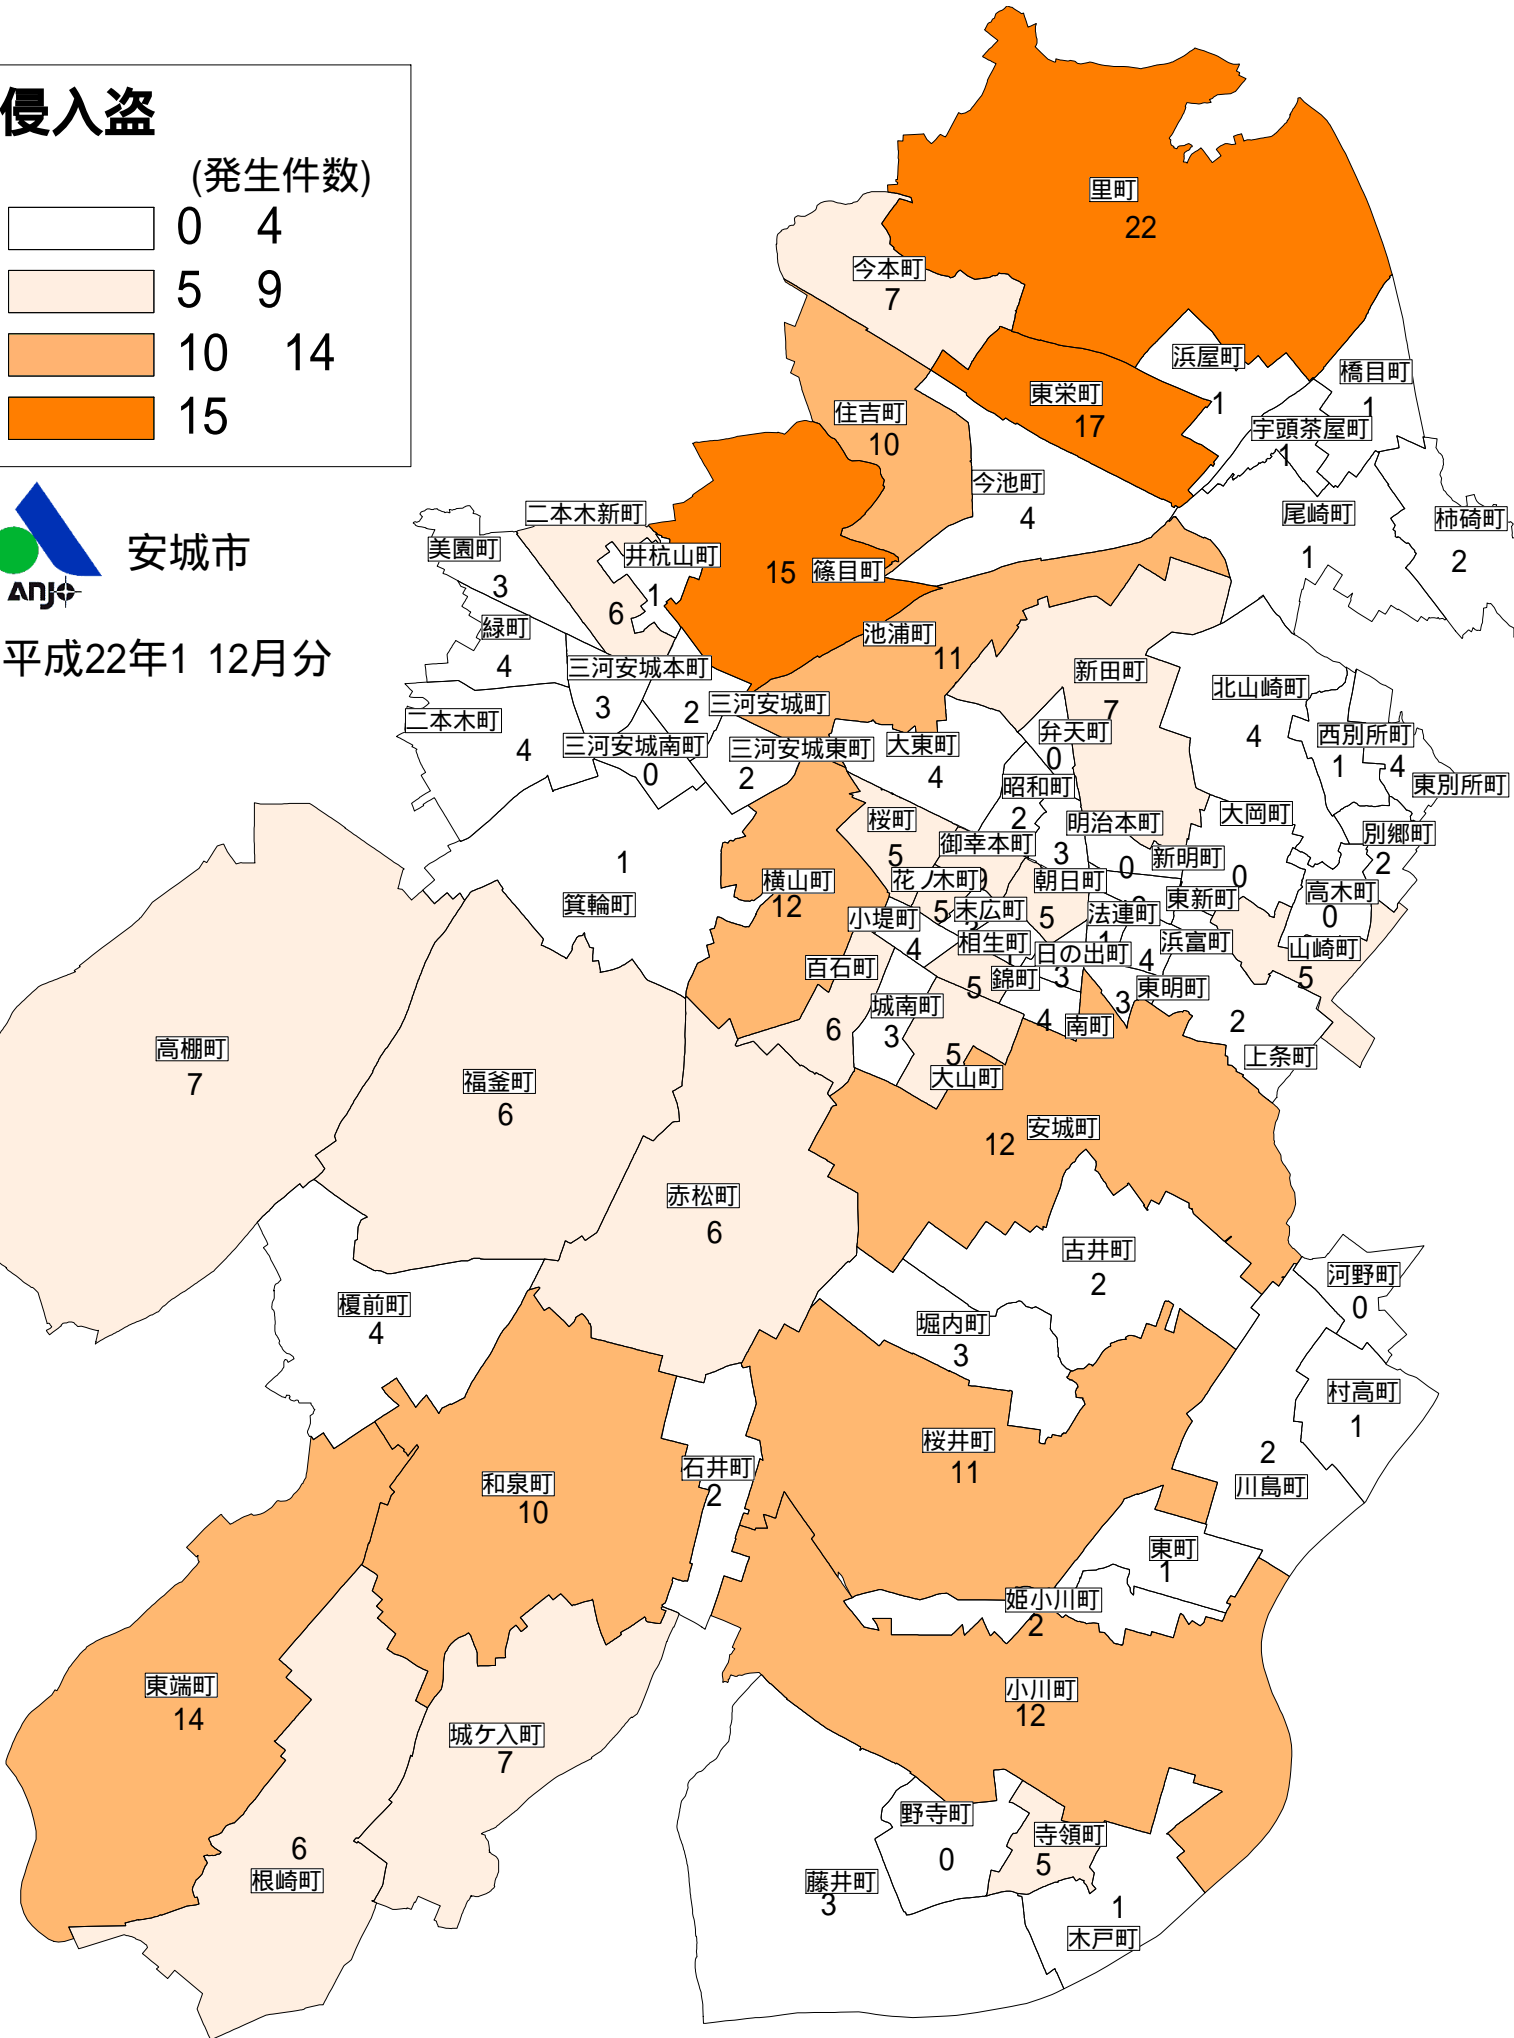 侵入盗
(発生件数)
0 4
5 9
10 14
15
安城市
ANJO
平成22年1 12月分
里町
22
今本町
7
浜屋町
1
橋目町
1
東栄町
17
住吉町
10
宇頭茶屋町
1
今池町
4
尾崎町
1
柿碕町
2
二本木新町
6
美園町
3
井杭山町
1
15 篠目町
緑町
4
池浦町
11
三河安城本町
3
新田町
7
北山崎町
4
三河安城町
2
二本木町
4
三河安城南町
0
三河安城東町
2
大東町
4
弁天町
0
西別所町
1
4
東別所町
昭和町
2
桜町
5
御幸本町
明治本町
3
大岡町
0
別郷町
2
新明町
0
1
箕輪町
横山町
12
花ノ木町
5
朝日町
5
高木町
0
小堤町
4
末広町
法連町
1
東新町
相生町
5
日の出町
3
浜富町
4
山崎町
5
百石町
6
錦町
4
城南町
3
東明町
3
南町
2
上条町
高棚町
7
福釜町
6
5
大山町
12 安城町
赤松町
6
古井町
2
河野町
0
榎前町
4
堀内町
3
村高町
1
桜井町
11
2
川島町
石井町
2
和泉町
10
東町
1
姫小川町
2
東端町
14
小川町
12
城ケ入町
7
野寺町
0
寺領町
5
6
根崎町
藤井町
3
1
木戸町